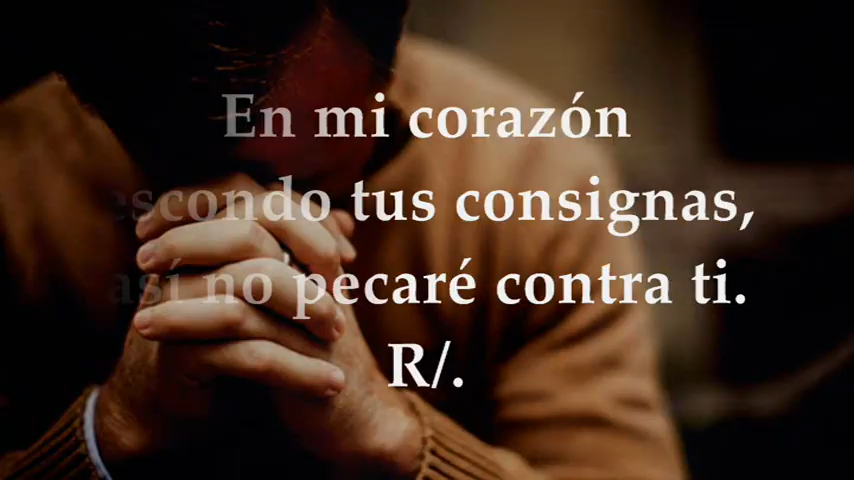 En mi corazón
escondo tus consignas,
así no pecaré contra ti.
R/.